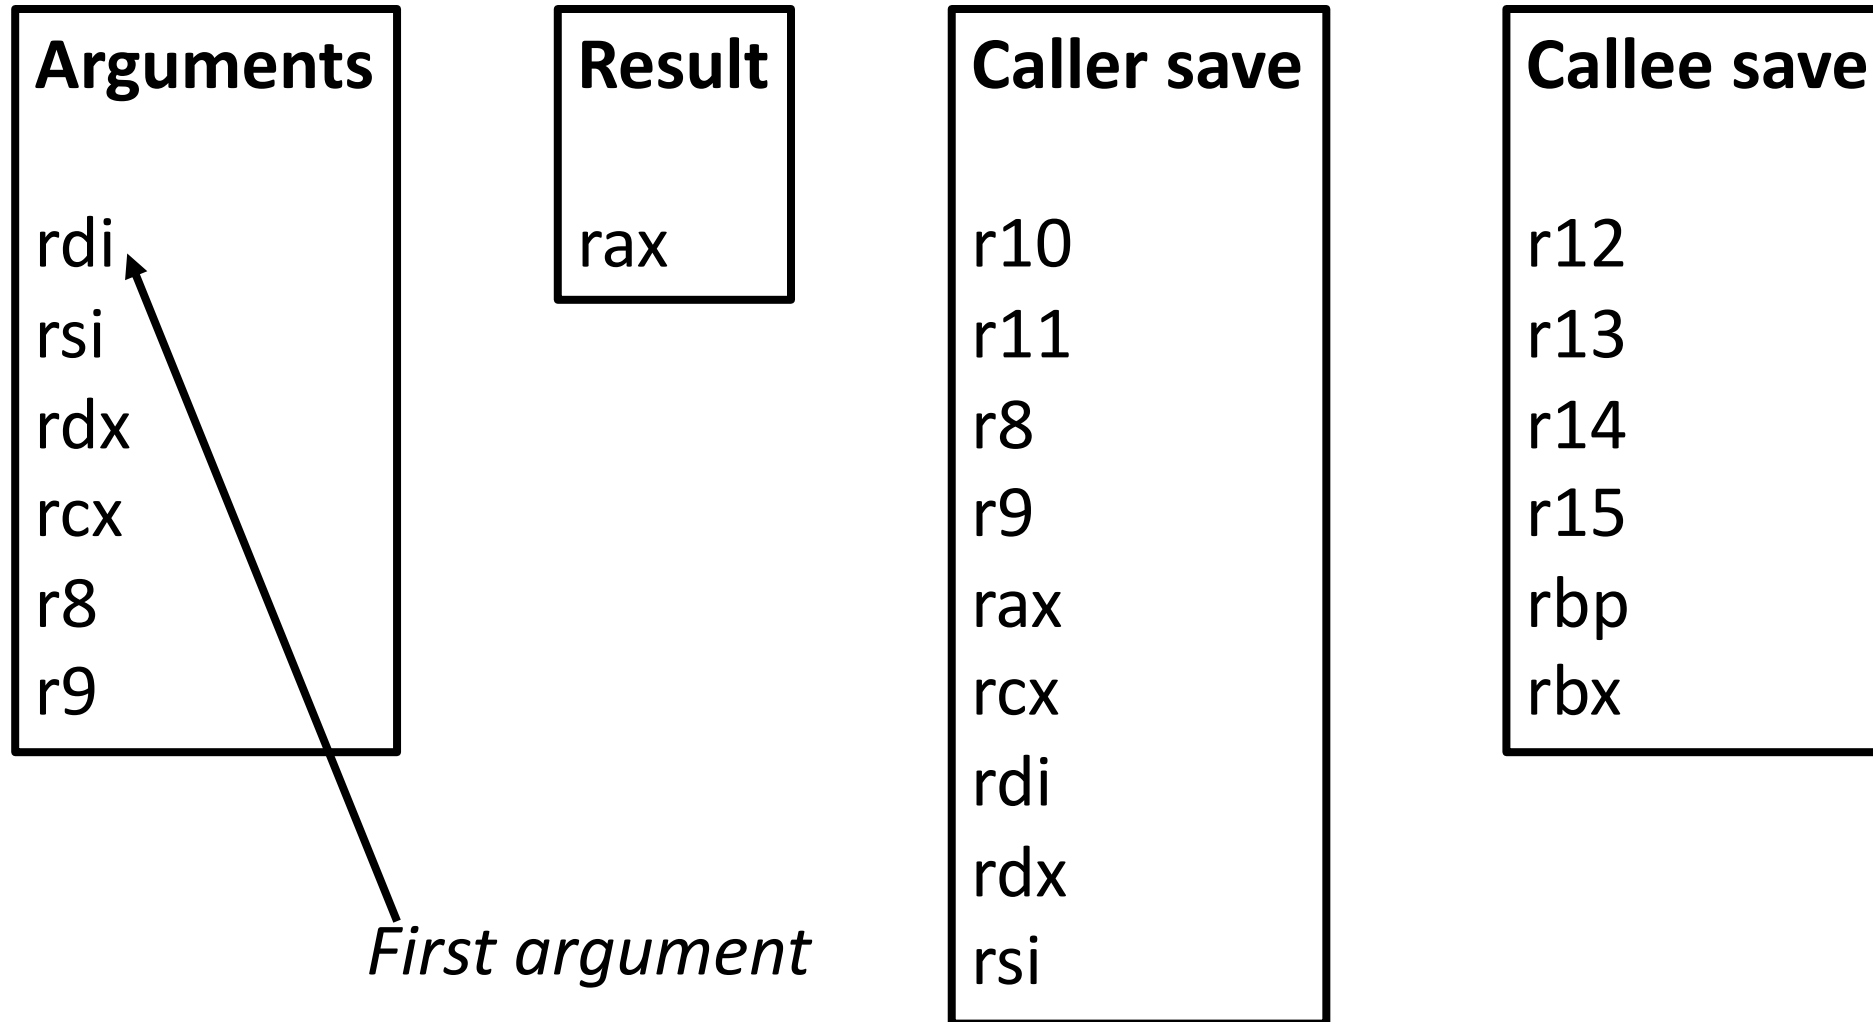 Arguments
rdi
rsi
rdx
rcx
r8
r9
Result
rax
Caller save
r10
r11
r8
r9
rax
rcx
rdi
rdx
rsi
Callee save
r12
r13
r14
r15
rbp
rbx
First argument